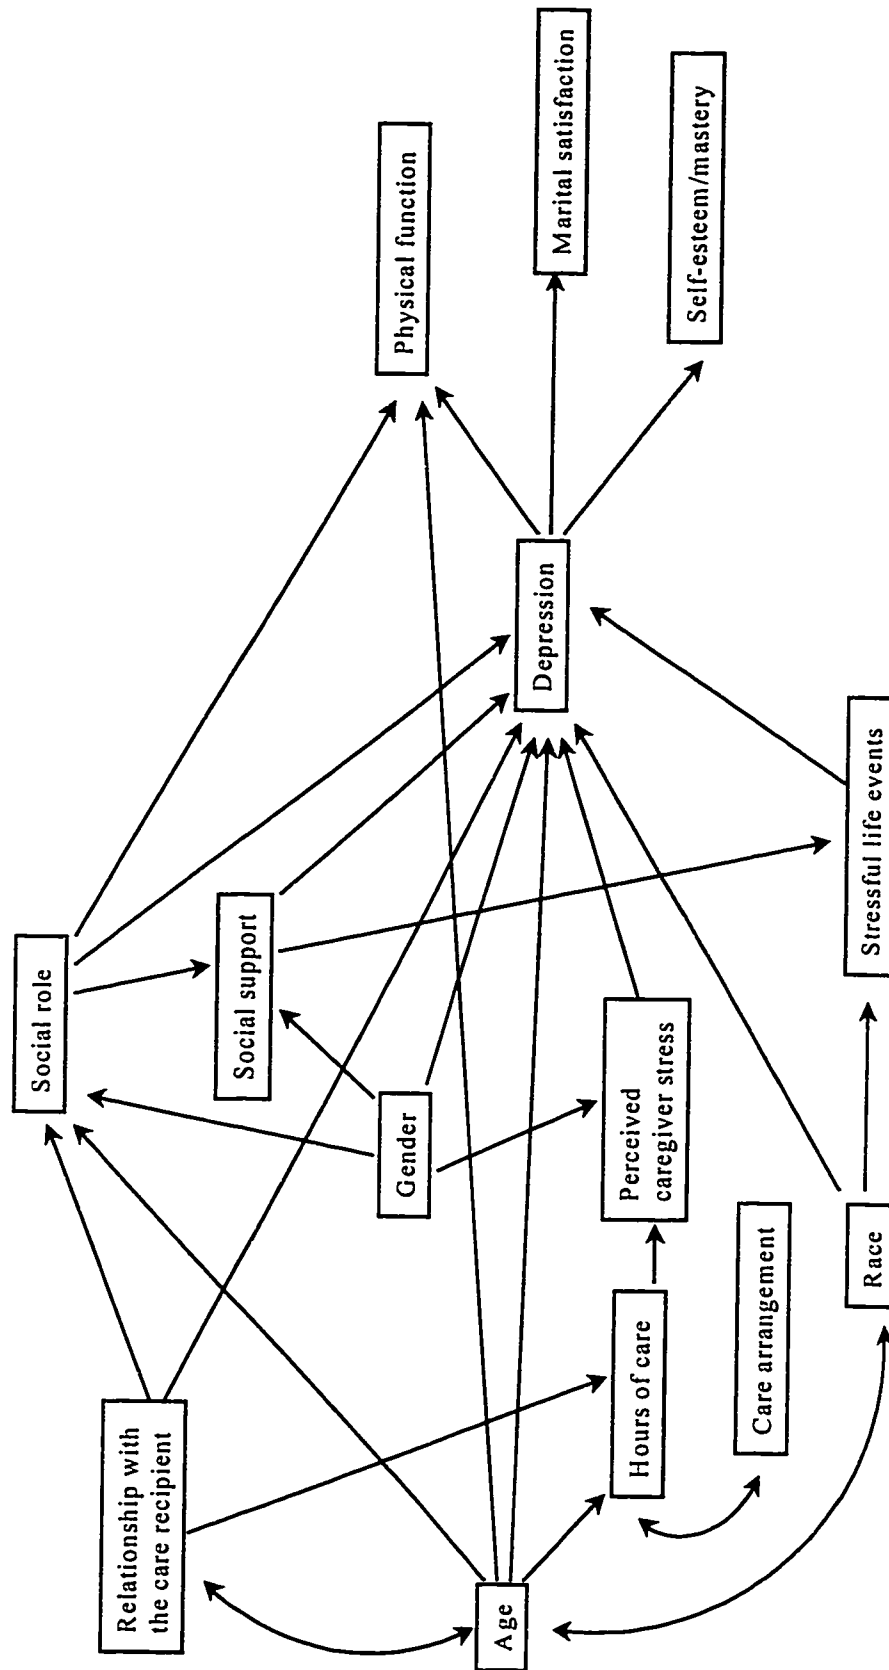 Relationship with
the care recipient
Age
Social role
Social support
Gender
Hours of care
Perceived
caregiver stress
Care arrangement
Race
Stressful life events
Depression
Physical function
Marital satisfaction
Self-esteem/mastery